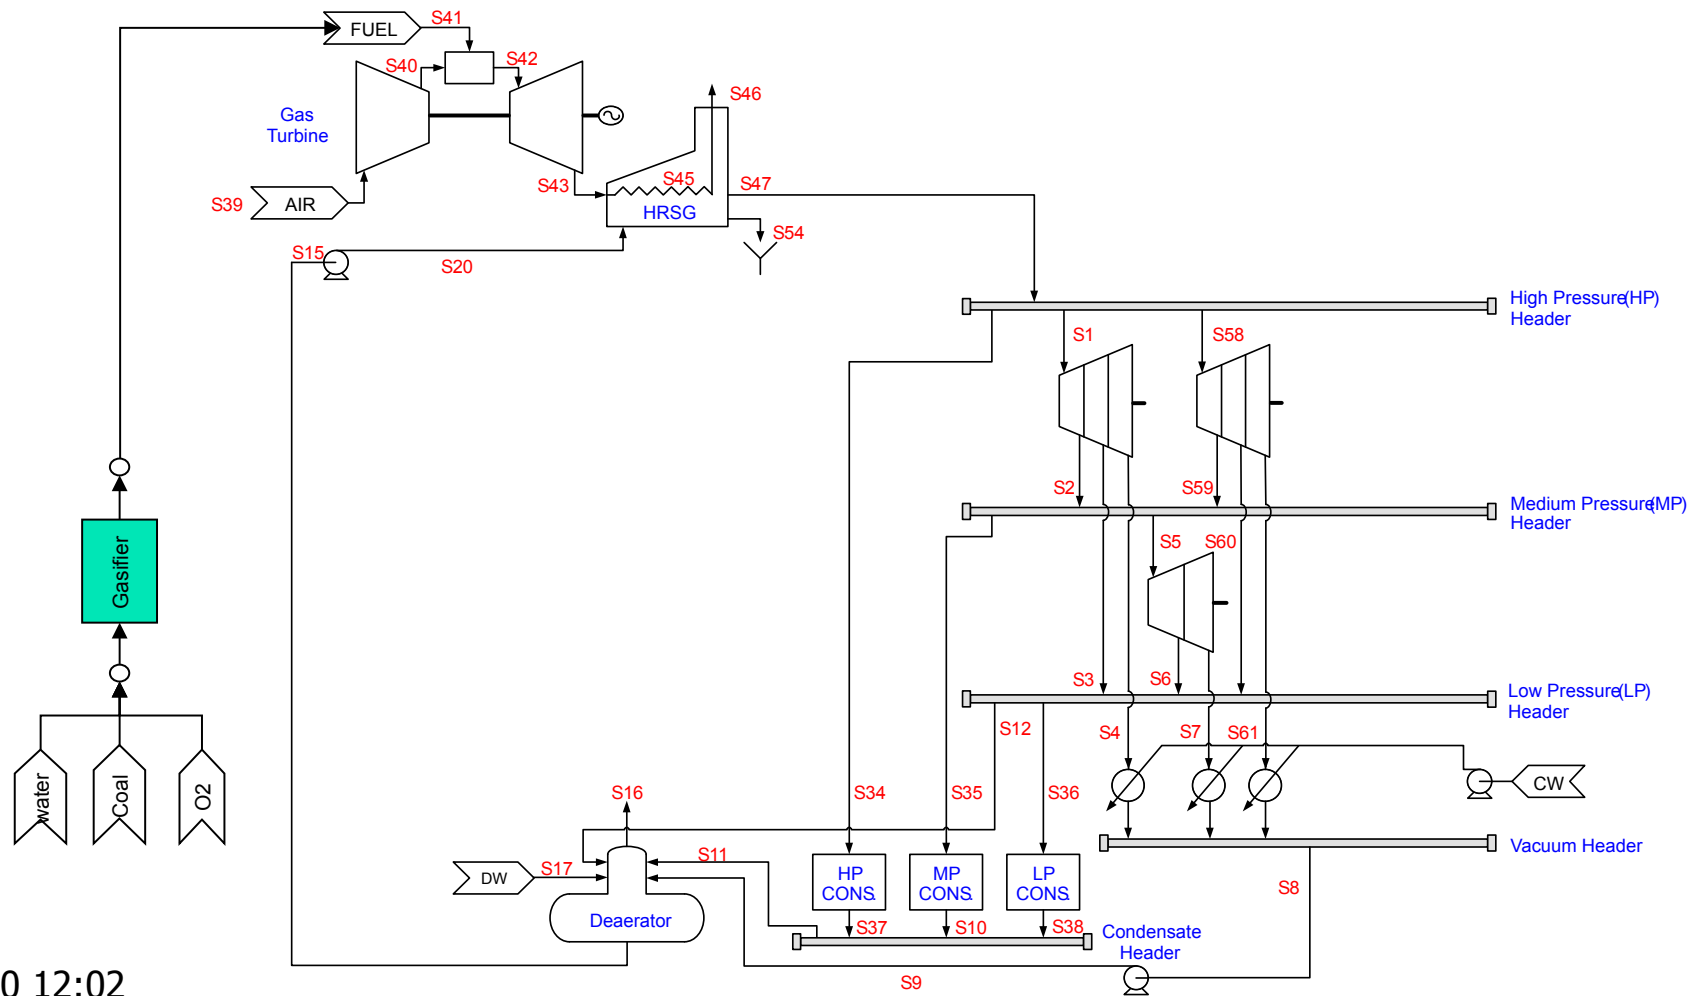 S41
FUEL
S40
S42
S46
Gas
Turbine
S43
S45
S47
S39
AIR
HRSG
S54
S15
S20
High Pressure(HP)
Header
S1
S58
S2
S59
Medium Pressure(MP)
Header
S5
S60
Gasifier
S3
S6
Low Pressure(LP)
Header
S12
S4
S7
S61
water
Coal
O2
CW
S16
S34
S35
S36
Vacuum Header
S11
S17
DW
HP
CONS.
MP
CONS.
LP
CONS.
S8
Deaerator
S37
S10
S38
Condensate
Header
S9
0 12:02